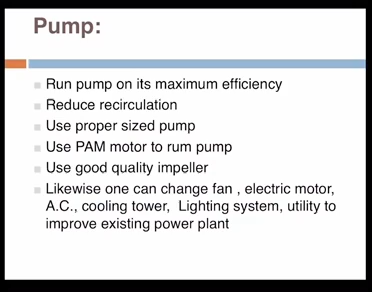 Pump:
Run pump on its maximum efficiency
Reduce recirculation
Use proper sized pump
Use PAM motor to rum pump
Use good quality impeller
Likewise one can change fan , electric motor,
A.C., cooling tower,  Lighting system, utility to
improve existing power plant